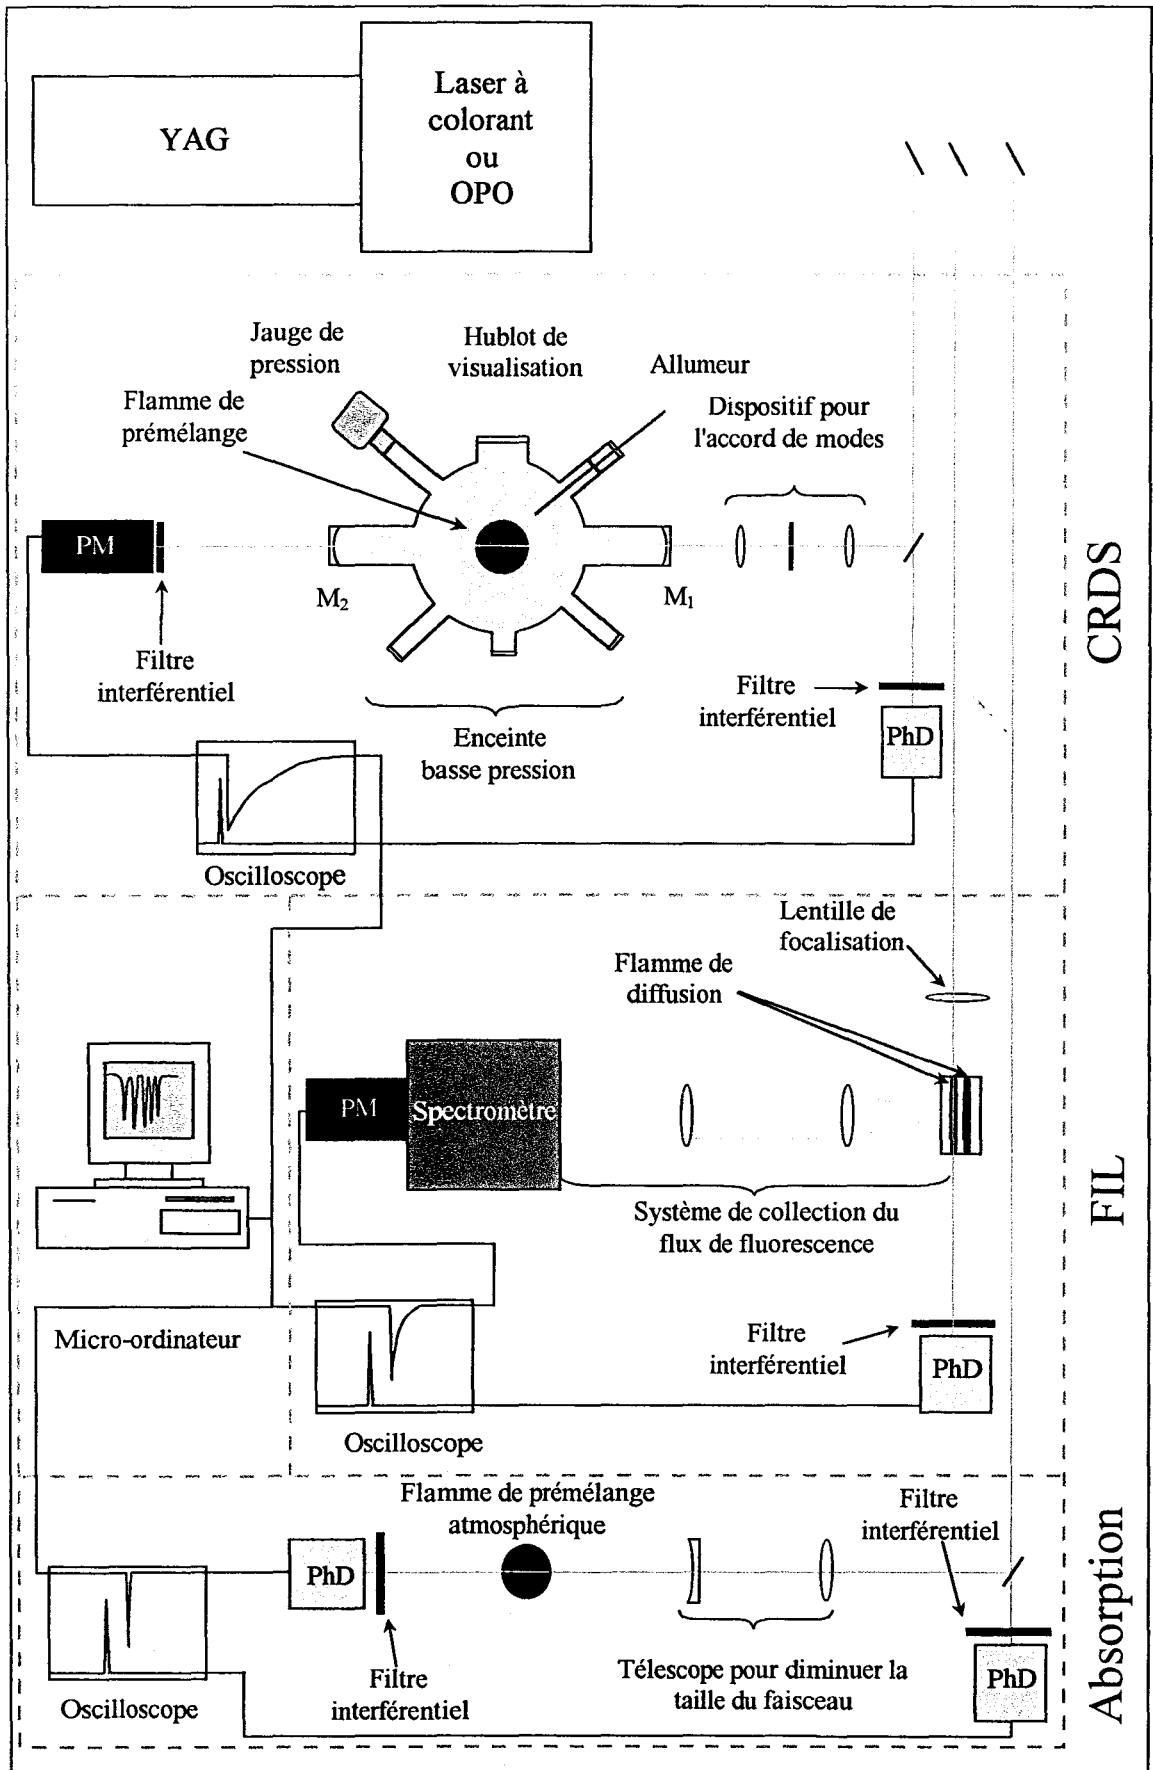 YAG
Laser à
colorant
ou
OPO
Jauge de
pression
Hublot de
visualisation
Allumeur
Flamme de
prémélange
Dispositif pour
l'accord de modes
PM
M2
M1
Filtre
interférentiel
Enceinte
basse pression
Filtre
interférentiel
PhD
Oscilloscope
CRDS
Lentille de
focalisation
Flamme de
diffusion
PM
Spectromètre
Système de collection du
flux de fluorescence
Micro-ordinateur
Filtre
interférentiel
PhD
Oscilloscope
FIL
Flamme de prémélange
atmosphérique
Filtre
interférentiel
PhD
Filtre
interférentiel
Télescope pour diminuer la
taille du faisceau
PhD
Oscilloscope
Absorption